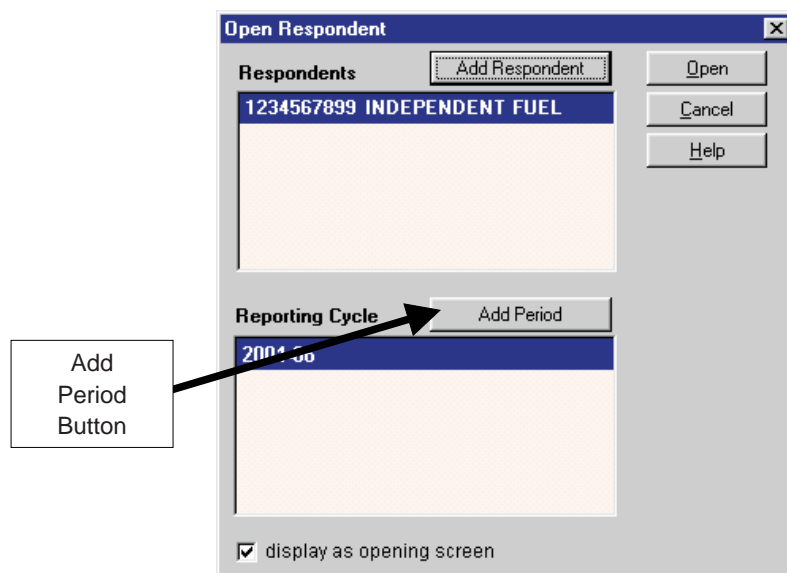 Open Respondent
Respondents
Add Respondent
Open
1234567899 INDEPENDENT FUEL
Cancel
Help
Reporting Cycle
Add Period
Add
Period
Button
display as opening screen